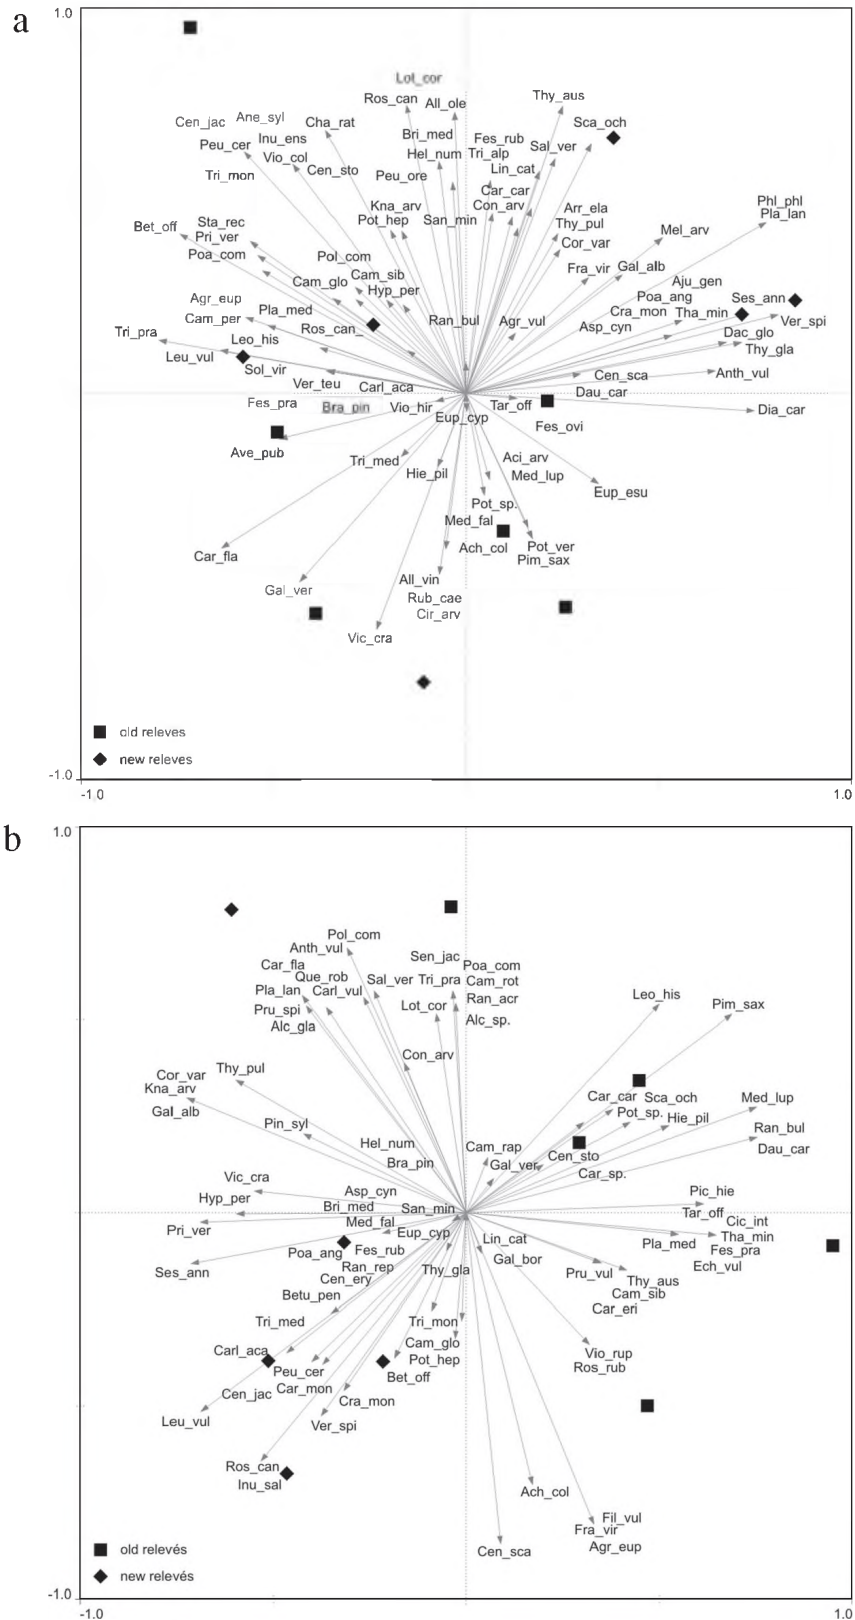 a
1.0
Lot_cor
Ros_can All_ole Thy_aus
Cen_jac Ane_syl Cha_rat Sca_och
Peu_cer Inu_ens Bri_med Fes_rub Sal_ver
Vio_col Hel_num Tri_alp
Tri_mon Cen_sto Peu_ore Lin_cat
Car_car
Kna_arv Con_arv Arr_ela Phl_phl
Bet_off Sta_rec Pot_hep San_min Thy_pul Pla_lan
Pri_ver Cor_var Mel_arv
Poa_com Pol_com
Cam_glo Cam_sib Fra_vir Gal_alb
Hyp_per Aju_gen
Agr_eup Pla_med Poa_ang Ses_ann
Cam_per Ros_can_ Ran_bul Agr_vul Cra_mon Tha_min
Tri_pra Leo_his Asp_cyn Ver_spi
Dac_glo
Leu_vul Sol_vir Thy_gla
Ver_teu Carl_aca Cen_sca Anth_vul
Fes_pra Bra_pin Vio_hir Tar_off Dau_car
Eup_cyp Fes_ovi Dia_car
Ave_pub Tri_med Aci_arv
Hie_pil Med_lup
Eup_esu
Pot_sp.
Med_fal
Car_fla Ach_col Pot_ver
Pim_sax
Gal_ver All_vin
Rub_cae
Cir_arv
Vic_cra
old releves
new releves
-1.0
-1.0 1.0
b
1.0
Pol_com
Anth_vul Sen_jac
Car_fla Poa_com
Que_rob Sal_ver Tri_pra Cam_rot
Pla_lan Carl_vul Ran_acr
Pru_spi Lot_cor Leo_his Pim_sax
Alc_gla Alc_sp.
Con_arv
Cor_var Thy_pul
Kna_arv Car_car Sca_och Med_lup
Gal_alb Pot_sp. Hie_pil
Pin_syl Ran_bul
Hel_num Cam_rap Cen_sto Dau_car
Bra_pin Gal_ver Car_sp.
Vic_cra Asp_cyn Pic_hie
Hyp_per Bri_med San_min Tar_off
Pri_ver Med_fal Cic_int
Eup_cyp Lin_cat Pla_med Tha_min
Poa_ang Fes_rub Gal_bor Fes_pra
Ses_ann Ran_rep Thy_gla Pru_vul Ech_vul
Cen_ery Thy_aus
Betu_pen Cam_sib
Tri_med Tri_mon Car_eri
Carl_aca Cam_glo Vio_rup
Peu_cer Pot_hep Ros_rub
Cen_jac Car_mon Bet_off
Cra_mon
Leu_vul Ver_spi
Ros_can
Inu_sal Ach_col
Fil_vul
Fra_vir
Cen_sca Agr_eup
old relevés
new relevés
-1.0
-1.0 1.0